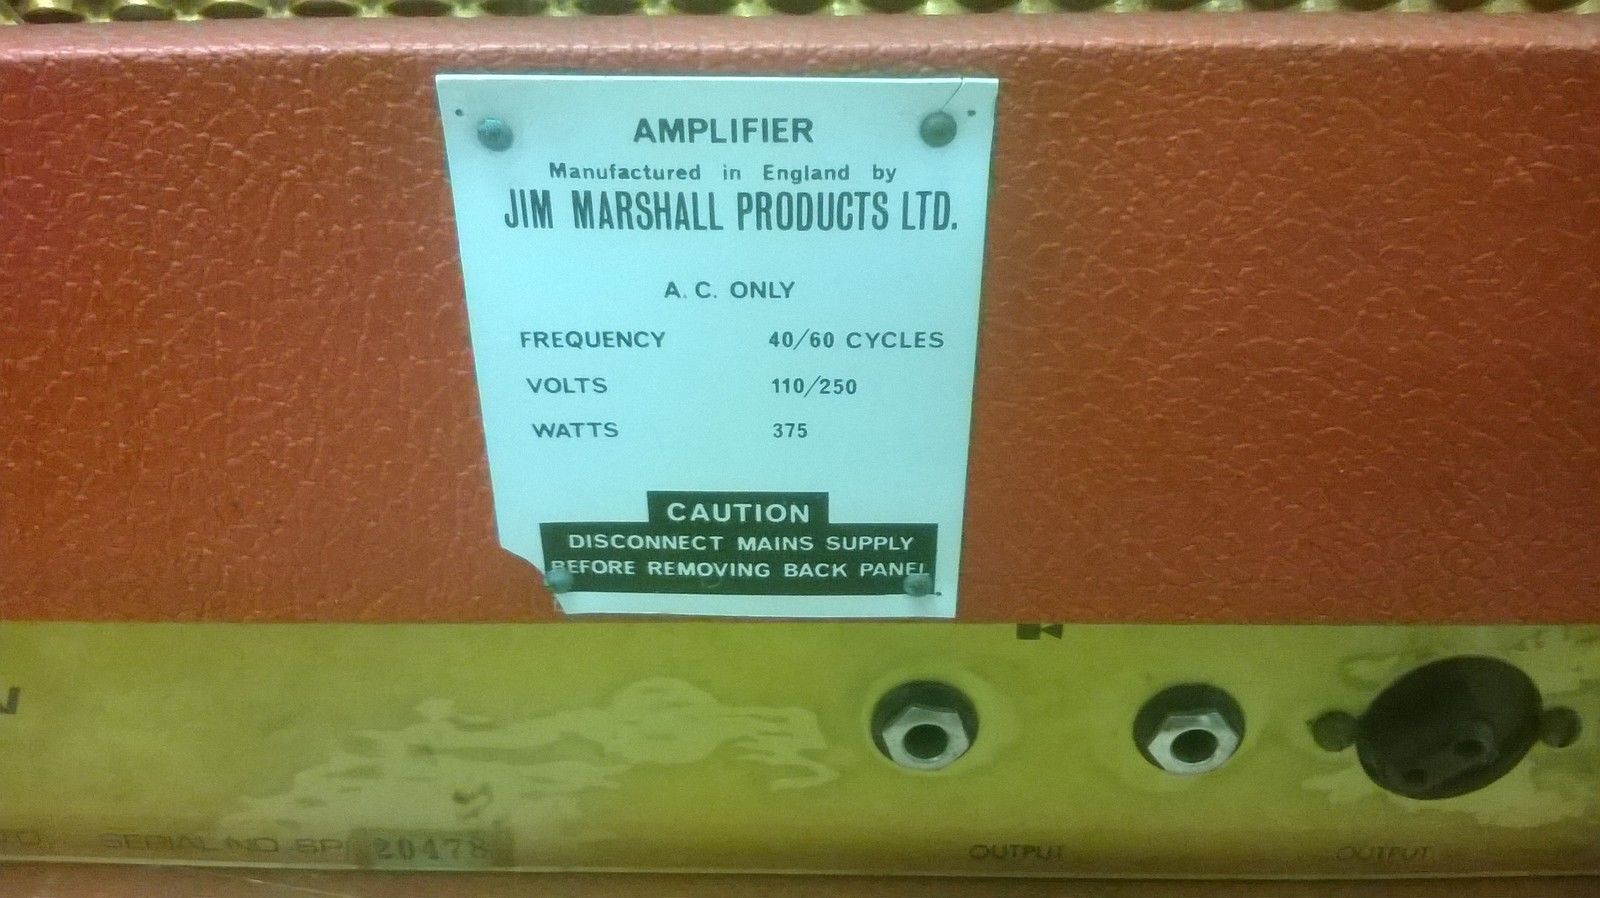 AMPLIFIER
Manufactured in England by
JIM MARSHALL PRODUCTS LTD.
A. C. ONLY
FREQUENCY 40/60 CYCLES
VOLTS 110/250
WATTS 375
CAUTION
DISCONNECT MAINS SUPPLY
BEFORE REMOVING BACK PANEL
SERIAL NO SP 20478
OUTPUT OUTPUT